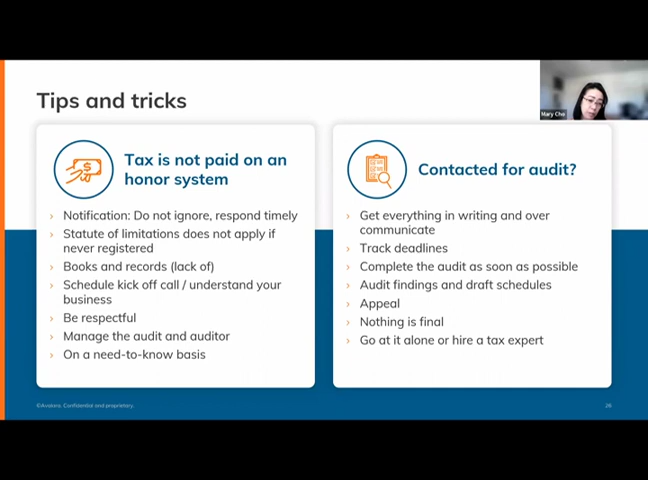 Tips and tricks
Mary Cho
Tax is not paid on an
honor system
Notification: Do not ignore, respond timely
Statute of limitations does not apply if
never registered
Books and records (lack of)
Schedule kick off call / understand your
business
Be respectful
Manage the audit and auditor
On a need-to-know basis
Contacted for audit?
Get everything in writing and over
communicate
Track deadlines
Complete the audit as soon as possible
Audit findings and draft schedules
Appeal
Nothing is final
Go at it alone or hire a tax expert
©Avalara. Confidential and proprietary.
26